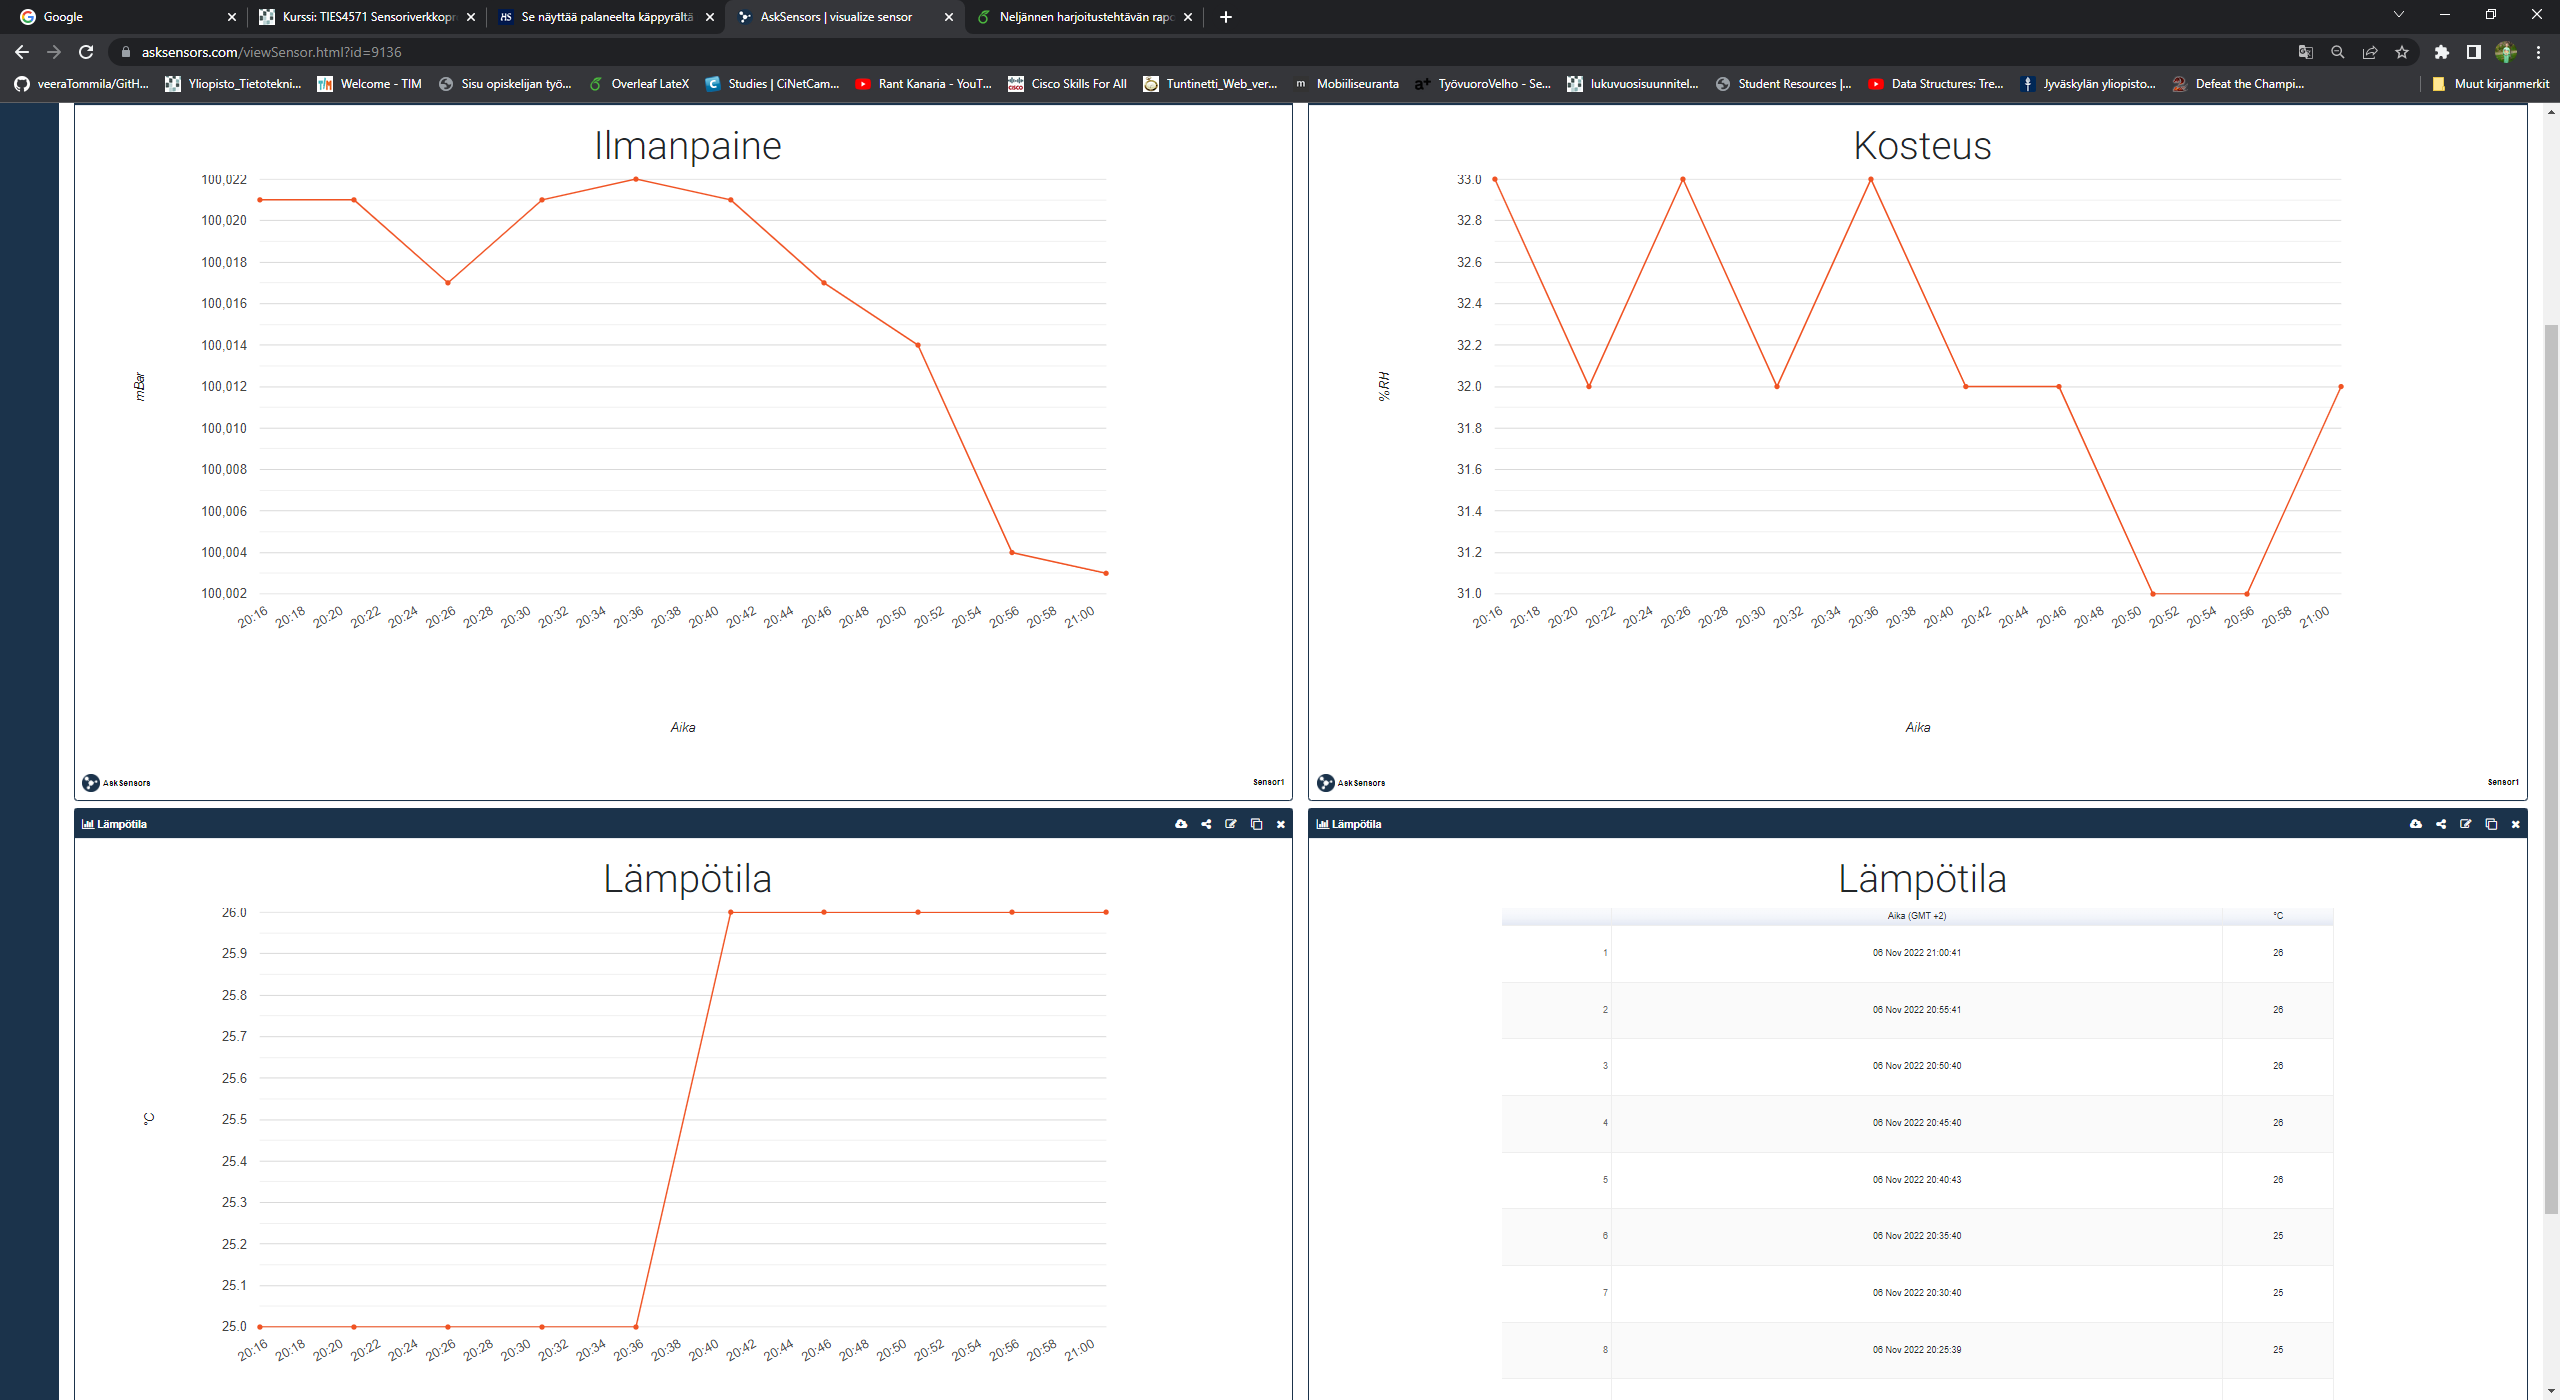 Google
Kurssi: TIES4571 Sensoriverkkopr
Se näyttää palaneelta käppyrältä
AskSensors | visualize sensor
Neljännen harjoitustehtävän rapo
asksensors.com/viewSensor.html?id=9136
veeraTommila/GitH...
Yliopisto_Tietotekni...
Welcome - TIM
Sisu opiskelijan työ...
Overleaf LateX
Studies | CiNetCam...
Rant Kanaria - YouT...
Cisco Skills For All
Tuntinetti_Web_ver...
Mobiiliseuranta
TyövuoroVelho - Se...
lukuvuosisuunnitel...
Student Resources |...
Data Structures: Tre...
Jyväskylän yliopisto...
Defeat the Champi...
Muut kirjanmerkit
Ilmanpaine
100,022
100,020
100,018
100,016
100,014
100,012
100,010
100,008
100,006
100,004
100,002
mBar
20:16 20:18 20:20 20:22 20:24 20:26 20:28 20:30 20:32 20:34 20:36 20:38 20:40 20:42 20:44 20:46 20:48 20:50 20:52 20:54 20:56 20:58 21:00
Aika
AskSensors
Sensor1
Kosteus
33.0
32.8
32.6
32.4
32.2
32.0
31.8
31.6
31.4
31.2
31.0
%RH
20:16 20:18 20:20 20:22 20:24 20:26 20:28 20:30 20:32 20:34 20:36 20:38 20:40 20:42 20:44 20:46 20:48 20:50 20:52 20:54 20:56 20:58 21:00
Aika
AskSensors
Sensor1
Lämpötila
Lämpötila
26.0
25.9
25.8
25.7
25.6
25.5
25.4
25.3
25.2
25.1
25.0
°C
20:16 20:18 20:20 20:22 20:24 20:26 20:28 20:30 20:32 20:34 20:36 20:38 20:40 20:42 20:44 20:46 20:48 20:50 20:52 20:54 20:56 20:58 21:00
Lämpötila
Lämpötila
Aika (GMT +2) °C
1 06 Nov 2022 21:00:41 26
2 06 Nov 2022 20:55:41 26
3 06 Nov 2022 20:50:40 26
4 06 Nov 2022 20:45:40 26
5 06 Nov 2022 20:40:43 26
6 06 Nov 2022 20:35:40 25
7 06 Nov 2022 20:30:40 25
8 06 Nov 2022 20:25:39 25